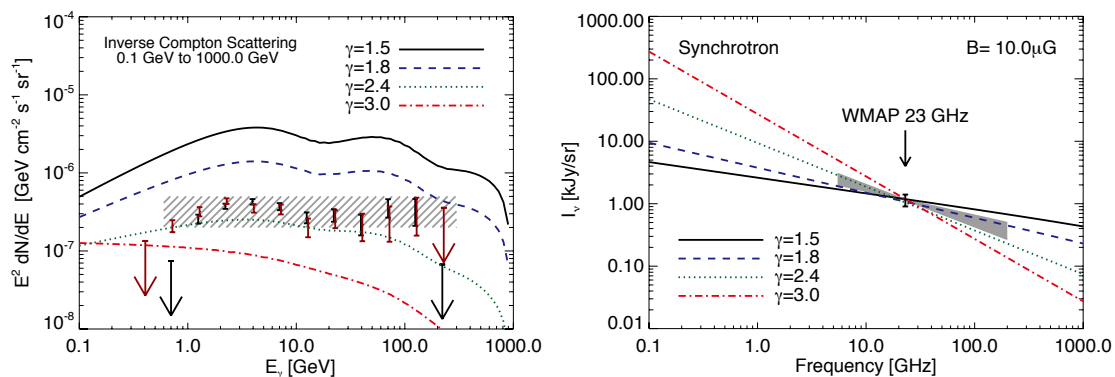 10⁻⁴
10⁻⁵
10⁻⁶
10⁻⁷
10⁻⁸
E² dN/dE [GeV cm⁻² s⁻¹ sr⁻¹]
Inverse Compton Scattering
0.1 GeV to 1000.0 GeV
γ=1.5
γ=1.8
γ=2.4
γ=3.0
0.1 1.0 10.0 100.0 1000.0
Eᵧ [GeV]
1000.00
100.00
10.00
1.00
0.10
0.01
Iᵥ [kJy/sr]
Synchrotron B= 10.0μG
WMAP 23 GHz
γ=1.5
γ=1.8
γ=2.4
γ=3.0
0.1 1.0 10.0 100.0 1000.0
Frequency [GHz]